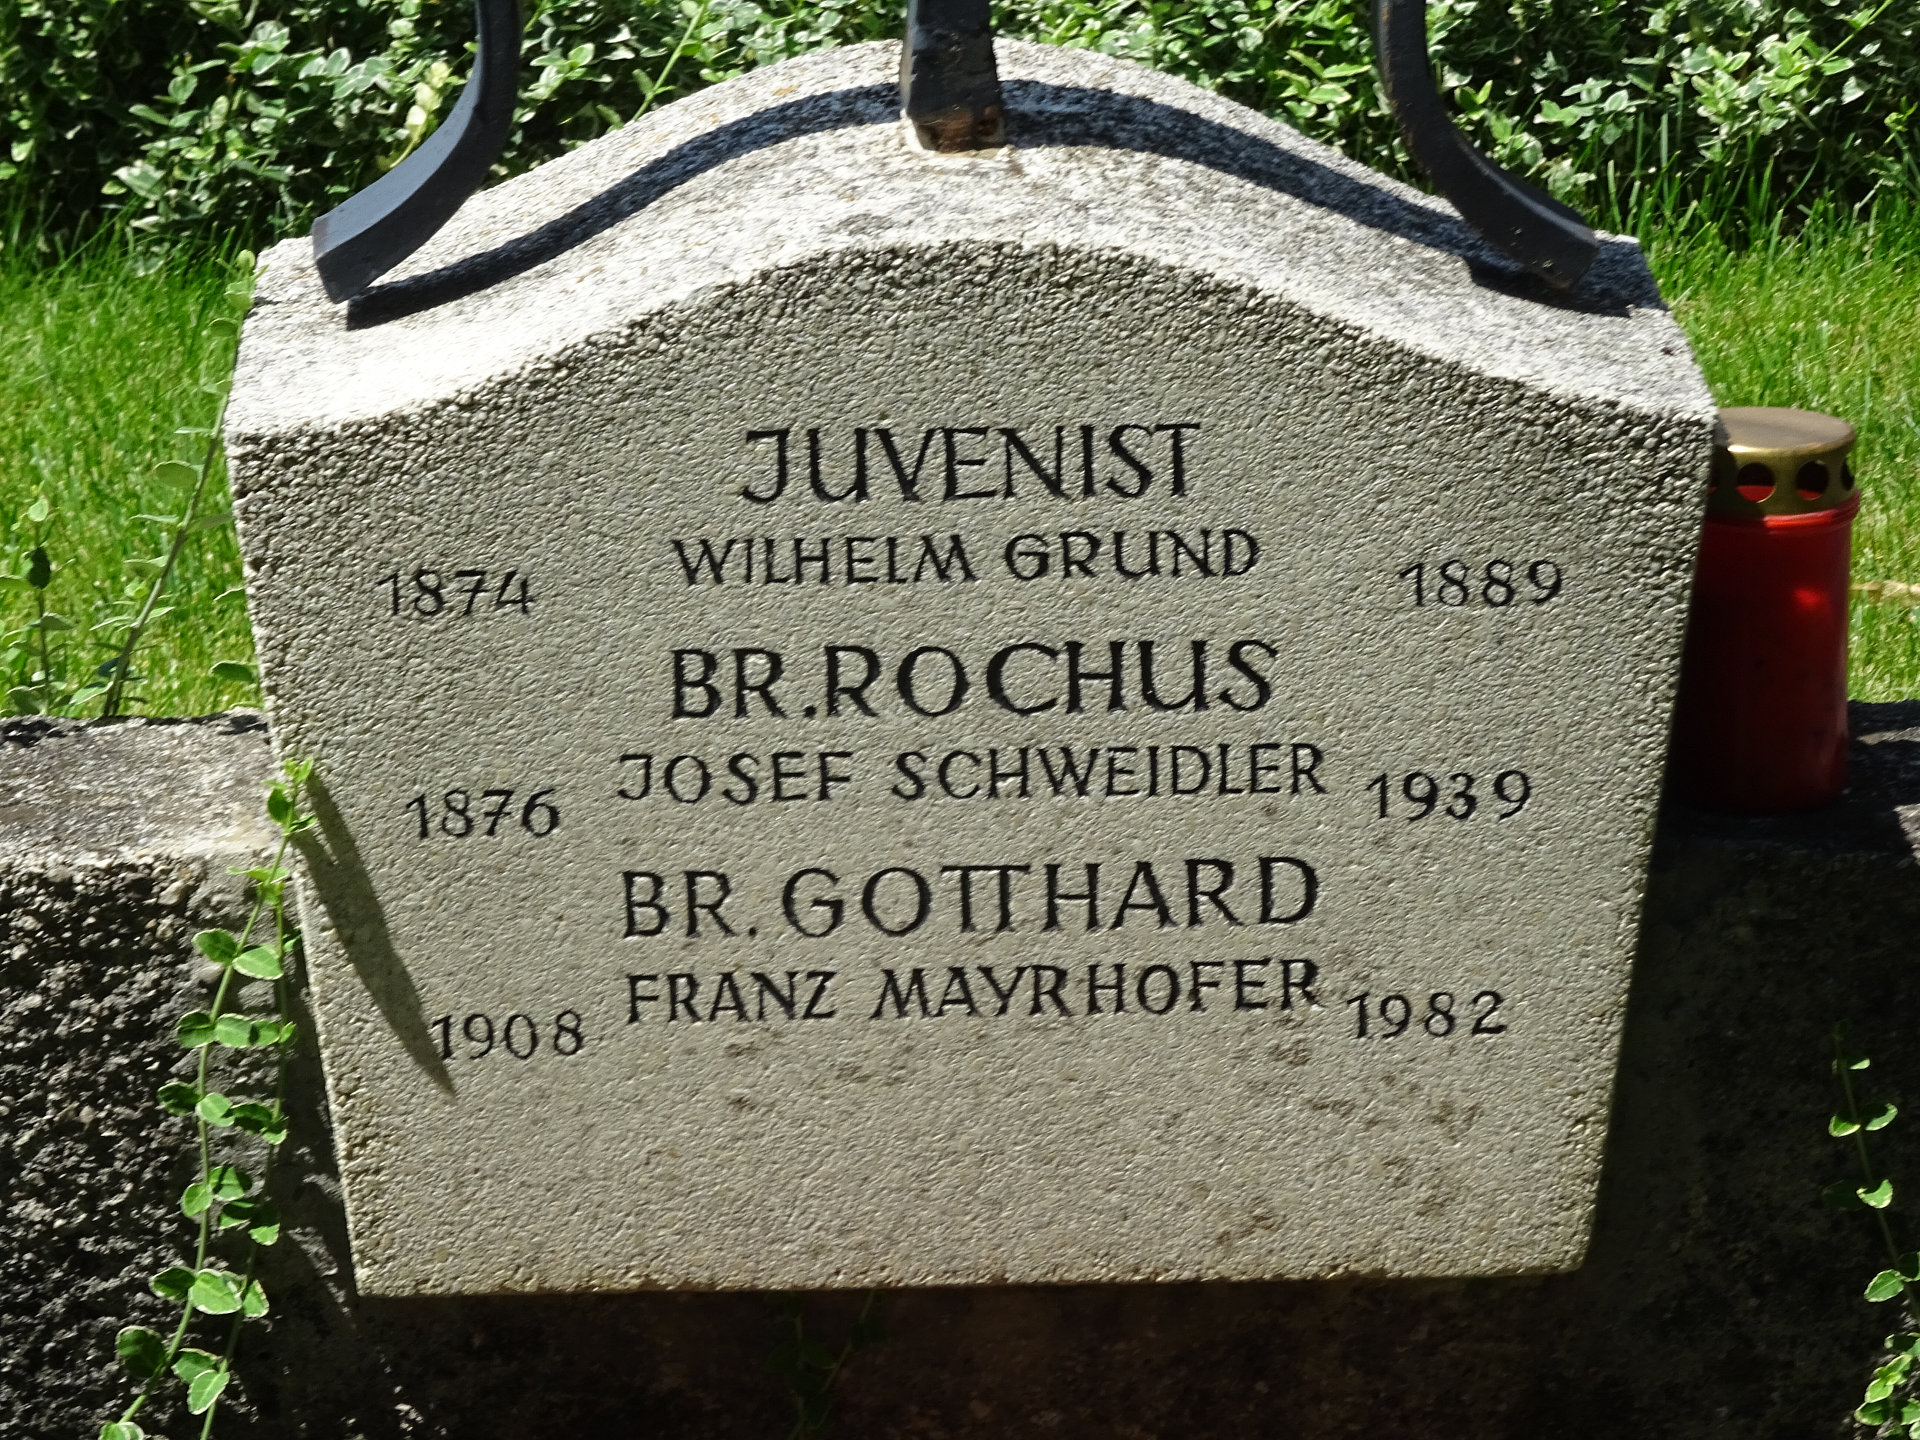 JUVENIST
1874 WILHELM GRUND 1889
BR. ROCHUS
1876 JOSEF SCHWEIDLER 1939
BR. GOTTHARD
1908 FRANZ MAYRHOFER 1982